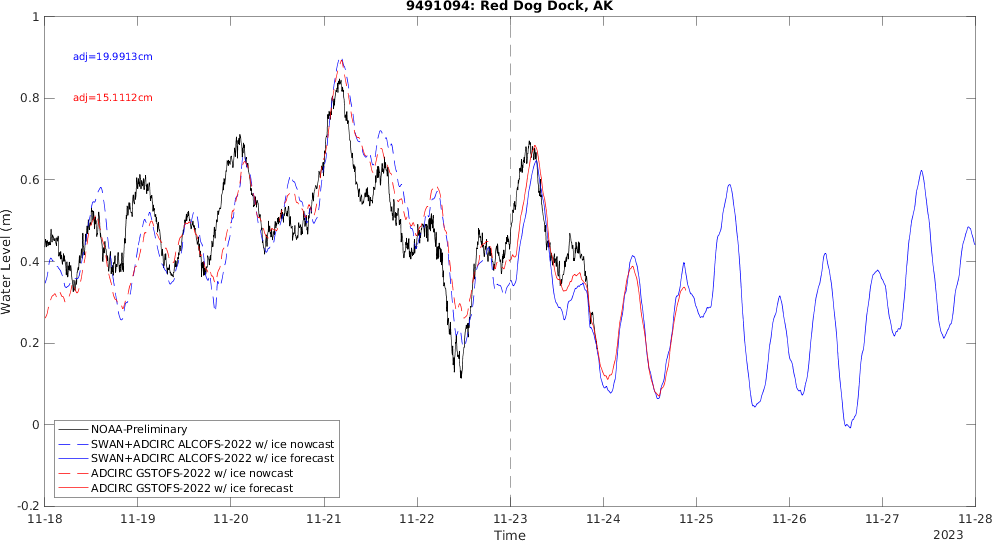 9491094: Red Dog Dock, AK
adj=19.9913cm
adj=15.1112cm
Water Level (m)
1
0.8
0.6
0.4
0.2
0
-0.2
NOAA-Preliminary
SWAN+ADCIRC ALCOFS-2022 w/ ice nowcast
SWAN+ADCIRC ALCOFS-2022 w/ ice forecast
ADCIRC GSTOFS-2022 w/ ice nowcast
ADCIRC GSTOFS-2022 w/ ice forecast
11-18 11-19 11-20 11-21 11-22 11-23 11-24 11-25 11-26 11-27 11-28
Time
2023